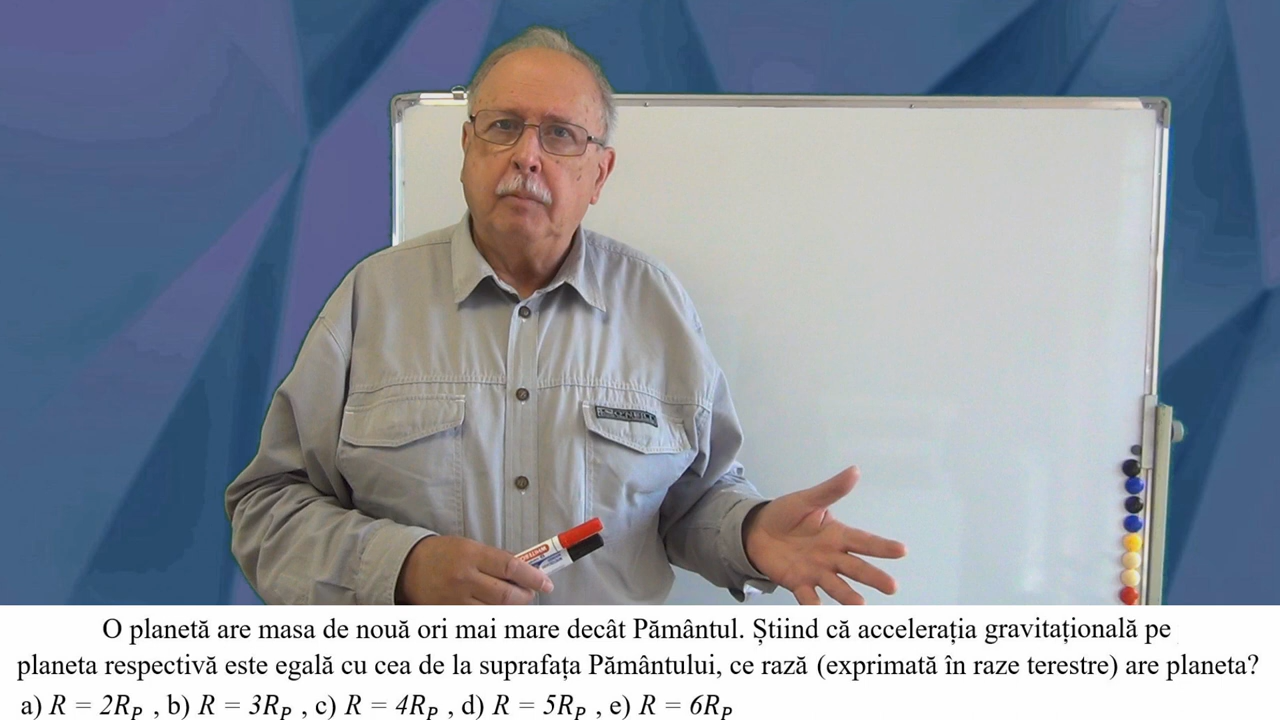 O planetă are masa de nouă ori mai mare decât Pământul. Știind că accelerația gravitațională pe
planeta respectivă este egală cu cea de la suprafața Pământului, ce rază (exprimată în raze terestre) are planeta?
a) R = 2R_P , b) R = 3R_P , c) R = 4R_P , d) R = 5R_P , e) R = 6R_P